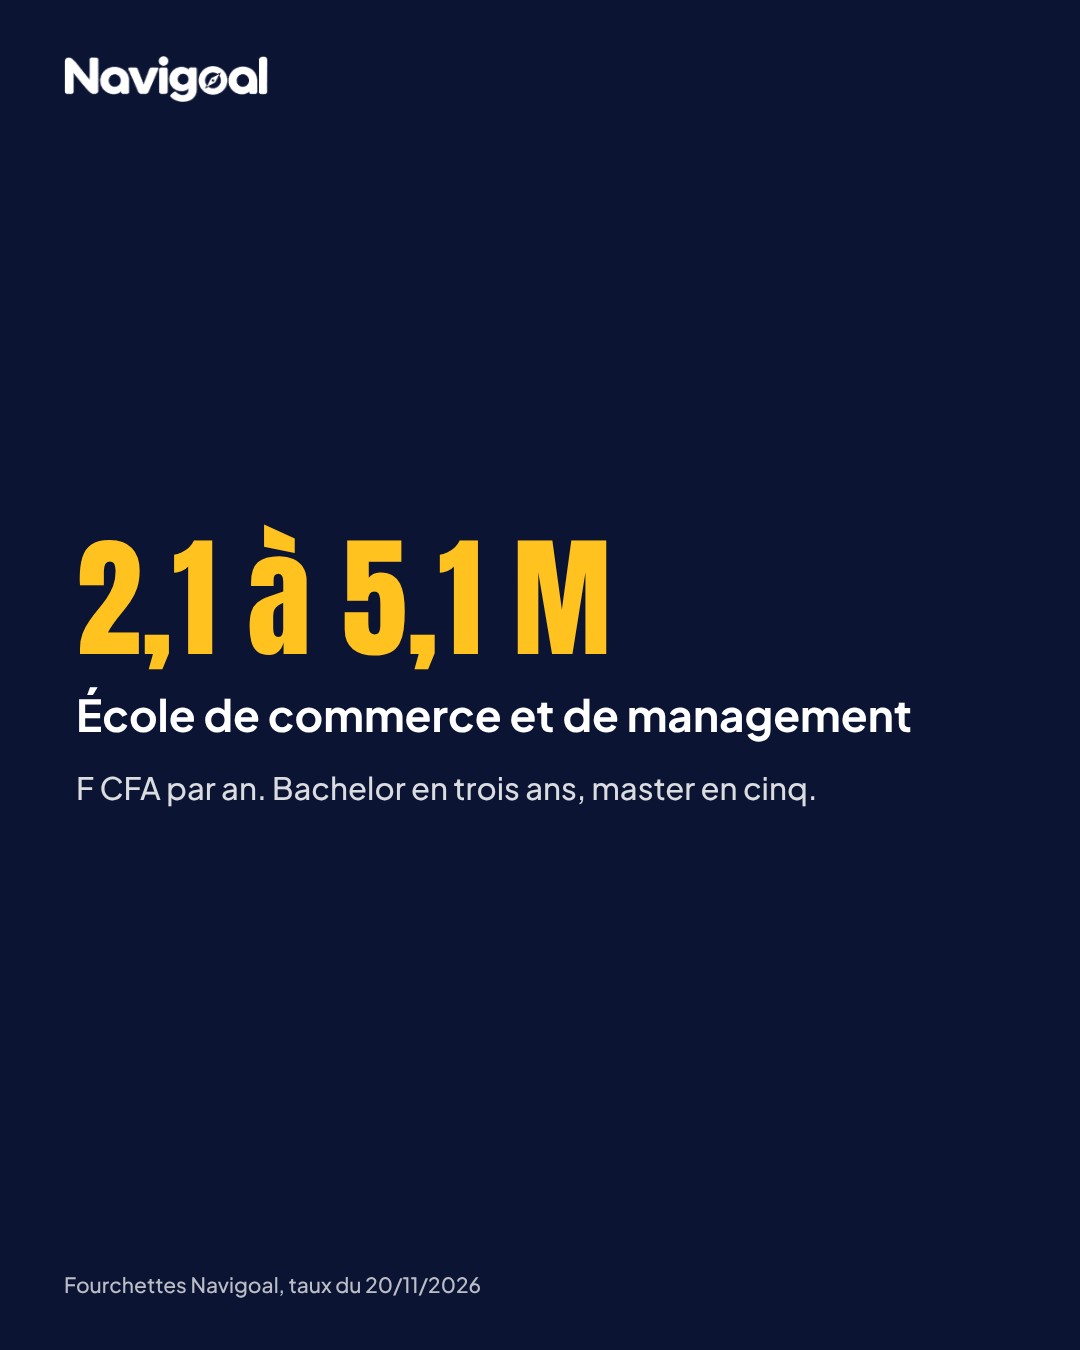 Navigoal
2,1 à 5,1 M
École de commerce et de management
F CFA par an. Bachelor en trois ans, master en cinq.
Fourchettes Navigoal, taux du 20/11/2026